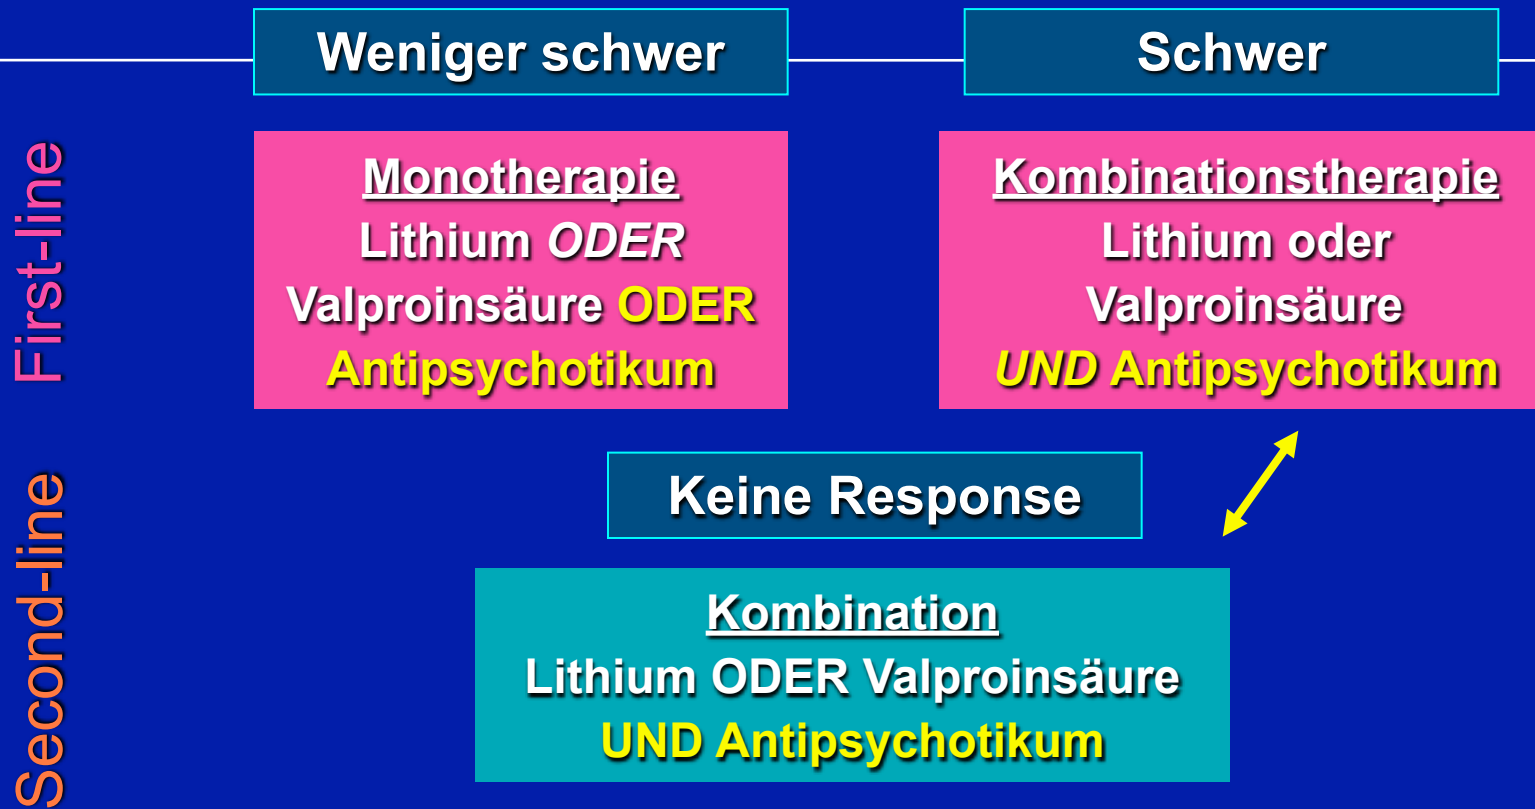 Weniger schwer
Schwer
First-line
Monotherapie
Lithium ODER
Valproinsäure ODER
Antipsychotikum
Kombinationstherapie
Lithium oder
Valproinsäure
UND Antipsychotikum
Second-line
Keine Response
Kombination
Lithium ODER Valproinsäure
UND Antipsychotikum